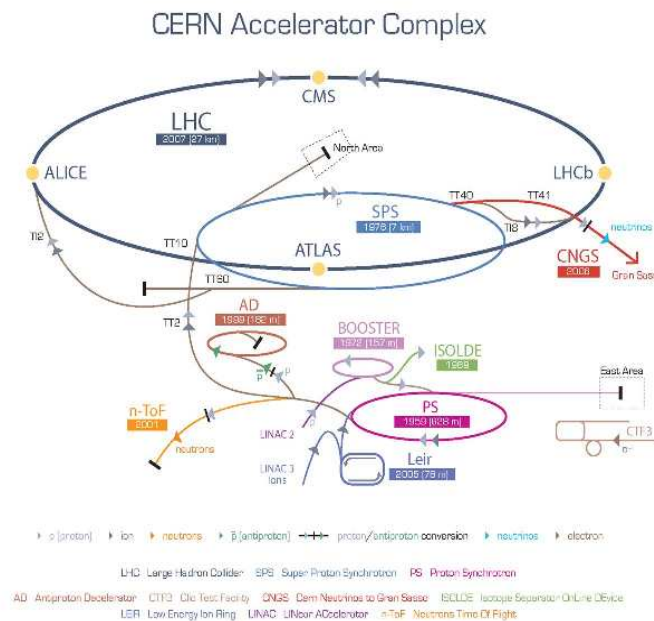 CERN Accelerator Complex
CMS
LHC
2007 (27 km)
North Area
ALICE
LHCb
p
TT40
TT41
SPS
1976 (7 km)
TI2
TI8
neutrinos
TT10
ATLAS
CNGS
2006
Gran Sasso
TT60
AD
1999 (182 m)
TT2
BOOSTER
1972 (157 m)
ISOLDE
1989
East Area
p
p
p
n-ToF
2001
LINAC 2
PS
1959 (628 m)
CTF3
e-
neutrons
LINAC 3
Ions
Leir
2005 (78 m)
p (proton) ion neutrons p̄ (antiproton) proton/antiproton conversion neutrinos electron
LHC Large Hadron Collider SPS Super Proton Synchrotron PS Proton Synchrotron
AD Antiproton Decelerator CTF3 Clic Test Facility CNGS Cern Neutrinos to Gran Sasso ISOLDE Isotope Separator OnLine DEvice
LEIR Low Energy Ion Ring LINAC LINear ACcelerator n-ToF Neutrons Time Of Flight